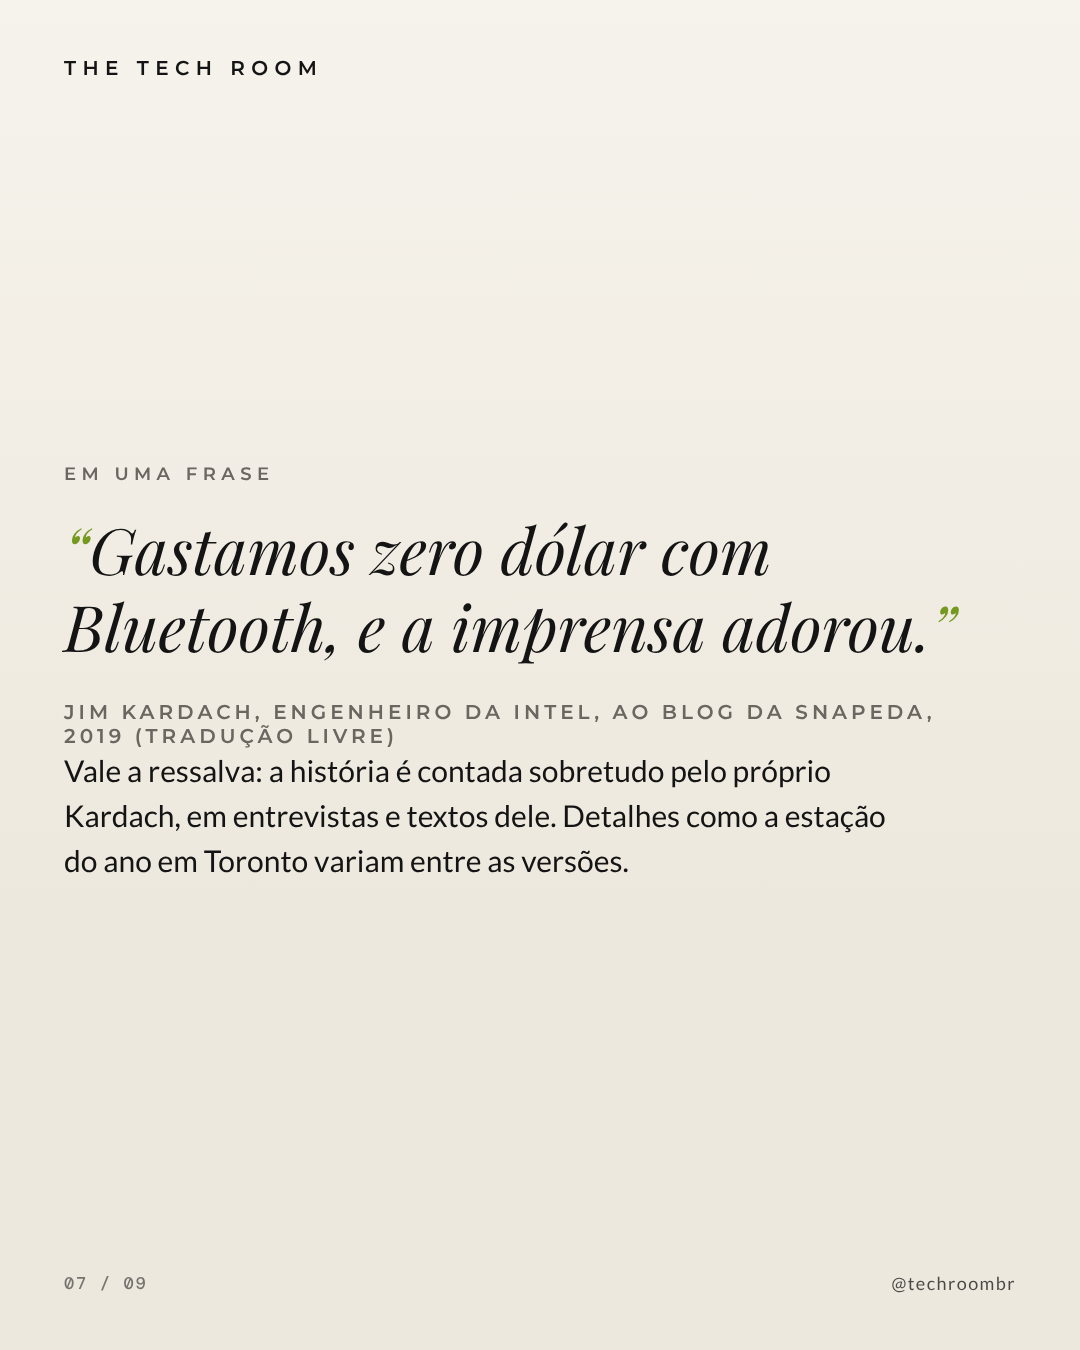 THE TECH ROOM
EM UMA FRASE
“Gastamos zero dólar com
Bluetooth, e a imprensa adorou.”
JIM KARDACH, ENGENHEIRO DA INTEL, AO BLOG DA SNAPEDA,
2019 (TRADUÇÃO LIVRE)
Vale a ressalva: a história é contada sobretudo pelo próprio
Kardach, em entrevistas e textos dele. Detalhes como a estação
do ano em Toronto variam entre as versões.
07 / 09
@techroombr